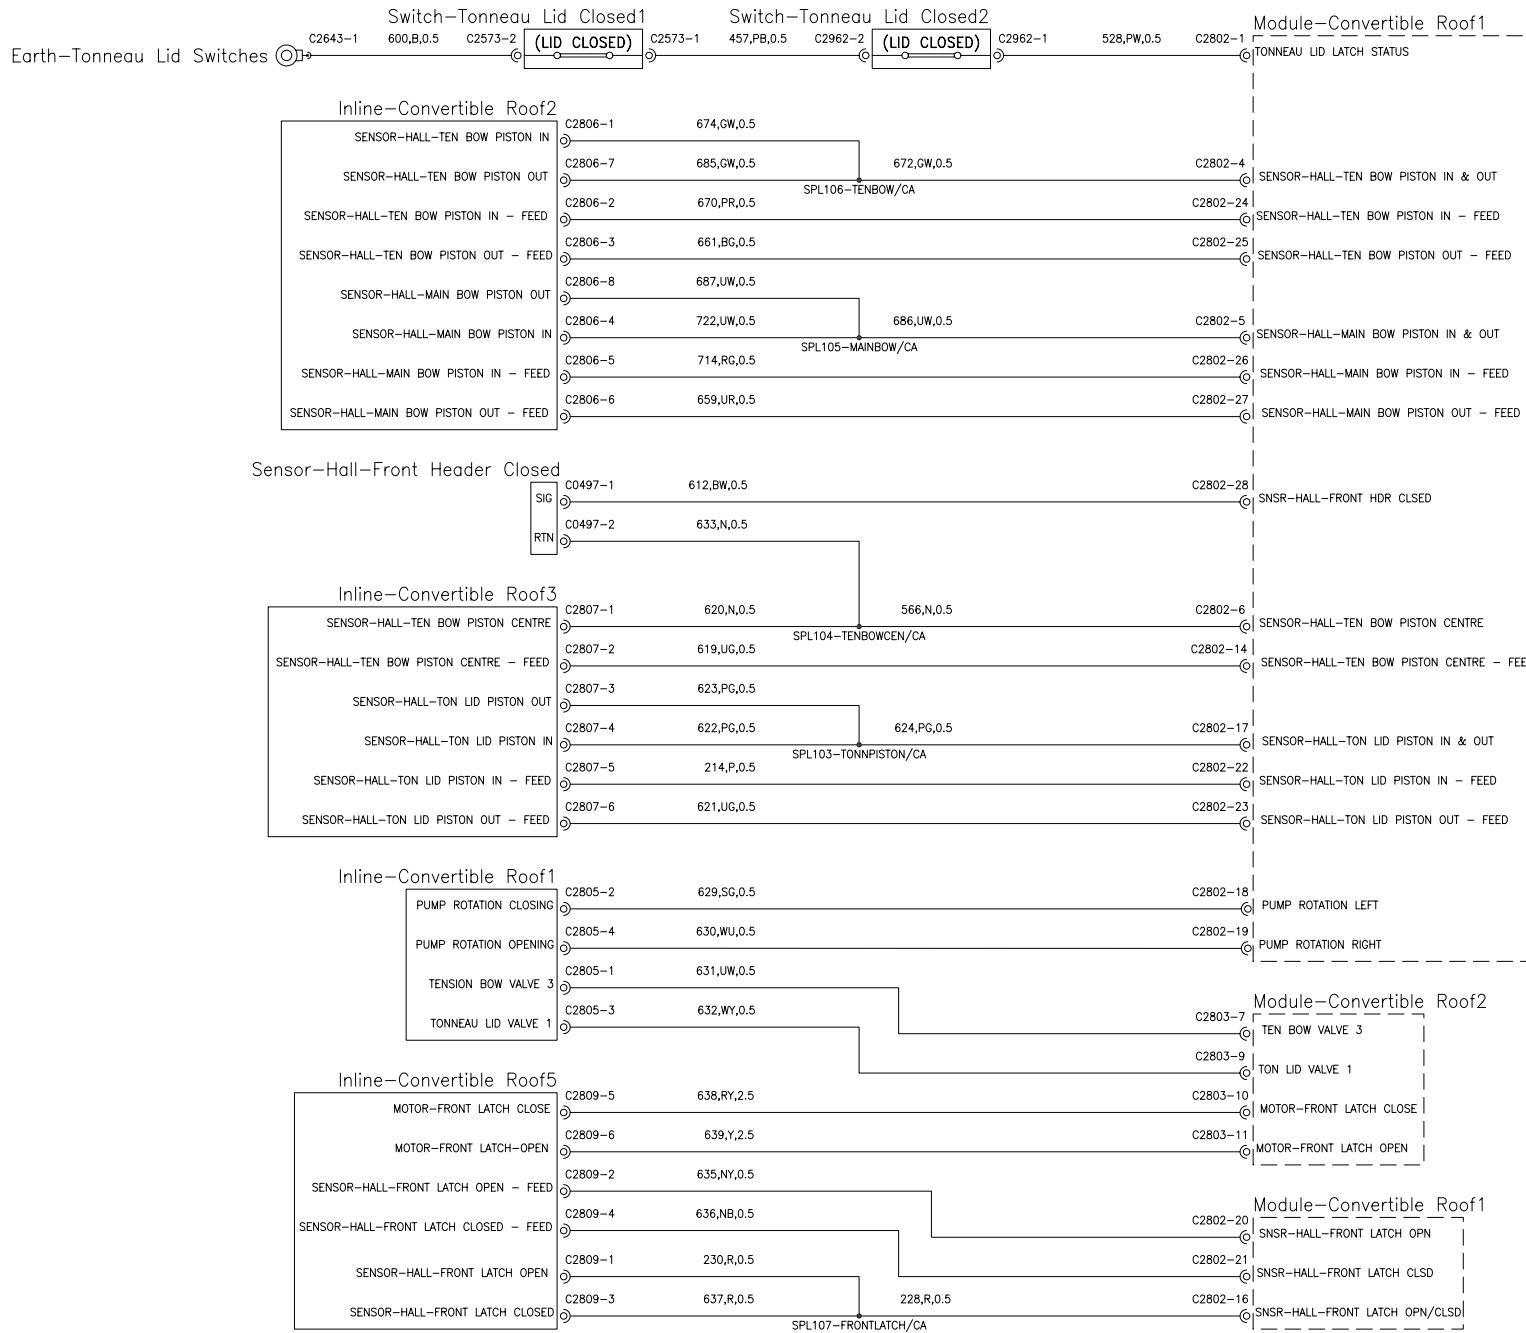 Switch-Tonneau Lid Closed1 Switch-Tonneau Lid Closed2 Module-Convertible Roof1
C2643-1 600,B,0.5 C2573-2 (LID CLOSED) C2573-1 457,PB,0.5 C2962-2 (LID CLOSED) C2962-1 528,PW,0.5 C2802-1
Earth-Tonneau Lid Switches TONNEAU LID LATCH STATUS
Inline-Convertible Roof2
SENSOR-HALL-TEN BOW PISTON IN C2806-1 674,GW,0.5
SENSOR-HALL-TEN BOW PISTON OUT C2806-7 685,GW,0.5 672,GW,0.5 C2802-4 SENSOR-HALL-TEN BOW PISTON IN & OUT
SPL106-TENBOW/CA
SENSOR-HALL-TEN BOW PISTON IN - FEED C2806-2 670,PR,0.5 C2802-24 SENSOR-HALL-TEN BOW PISTON IN - FEED
SENSOR-HALL-TEN BOW PISTON OUT - FEED C2806-3 661,BG,0.5 C2802-25 SENSOR-HALL-TEN BOW PISTON OUT - FEED
SENSOR-HALL-MAIN BOW PISTON OUT C2806-8 687,UW,0.5
SENSOR-HALL-MAIN BOW PISTON IN C2806-4 722,UW,0.5 686,UW,0.5 C2802-5 SENSOR-HALL-MAIN BOW PISTON IN & OUT
SPL105-MAINBOW/CA
SENSOR-HALL-MAIN BOW PISTON IN - FEED C2806-5 714,RG,0.5 C2802-26 SENSOR-HALL-MAIN BOW PISTON IN - FEED
SENSOR-HALL-MAIN BOW PISTON OUT - FEED C2806-6 659,UR,0.5 C2802-27 SENSOR-HALL-MAIN BOW PISTON OUT - FEED
Sensor-Hall-Front Header Closed
SIG C0497-1 612,BW,0.5 C2802-28 SNSR-HALL-FRONT HDR CLSED
RTN C0497-2 633,N,0.5
Inline-Convertible Roof3
SENSOR-HALL-TEN BOW PISTON CENTRE C2807-1 620,N,0.5 566,N,0.5 C2802-6 SENSOR-HALL-TEN BOW PISTON CENTRE
SPL104-TENBOWCEN/CA
SENSOR-HALL-TEN BOW PISTON CENTRE - FEED C2807-2 619,UG,0.5 C2802-14 SENSOR-HALL-TEN BOW PISTON CENTRE - FEE
SENSOR-HALL-TON LID PISTON OUT C2807-3 623,PG,0.5
SENSOR-HALL-TON LID PISTON IN C2807-4 622,PG,0.5 624,PG,0.5 C2802-17 SENSOR-HALL-TON LID PISTON IN & OUT
SPL103-TONNPISTON/CA
SENSOR-HALL-TON LID PISTON IN - FEED C2807-5 214,P,0.5 C2802-22 SENSOR-HALL-TON LID PISTON IN - FEED
SENSOR-HALL-TON LID PISTON OUT - FEED C2807-6 621,UG,0.5 C2802-23 SENSOR-HALL-TON LID PISTON OUT - FEED
Inline-Convertible Roof1
PUMP ROTATION CLOSING C2805-2 629,SG,0.5 C2802-18 PUMP ROTATION LEFT
PUMP ROTATION OPENING C2805-4 630,WU,0.5 C2802-19 PUMP ROTATION RIGHT
TENSION BOW VALVE 3 C2805-1 631,UW,0.5
TONNEAU LID VALVE 1 C2805-3 632,WY,0.5
Module-Convertible Roof2
C2803-7 TEN BOW VALVE 3
C2803-9 TON LID VALVE 1
Inline-Convertible Roof5
MOTOR-FRONT LATCH CLOSE C2809-5 638,RY,2.5 C2803-10 MOTOR-FRONT LATCH CLOSE
MOTOR-FRONT LATCH-OPEN C2809-6 639,Y,2.5 C2803-11 MOTOR-FRONT LATCH OPEN
SENSOR-HALL-FRONT LATCH OPEN - FEED C2809-2 635,NY,0.5
Module-Convertible Roof1
SENSOR-HALL-FRONT LATCH CLOSED - FEED C2809-4 636,NB,0.5 C2802-20 SNSR-HALL-FRONT LATCH OPN
SENSOR-HALL-FRONT LATCH OPEN C2809-1 230,R,0.5 C2802-21 SNSR-HALL-FRONT LATCH CLSD
SENSOR-HALL-FRONT LATCH CLOSED C2809-3 637,R,0.5 228,R,0.5 C2802-16 SNSR-HALL-FRONT LATCH OPN/CLSD
SPL107-FRONTLATCH/CA